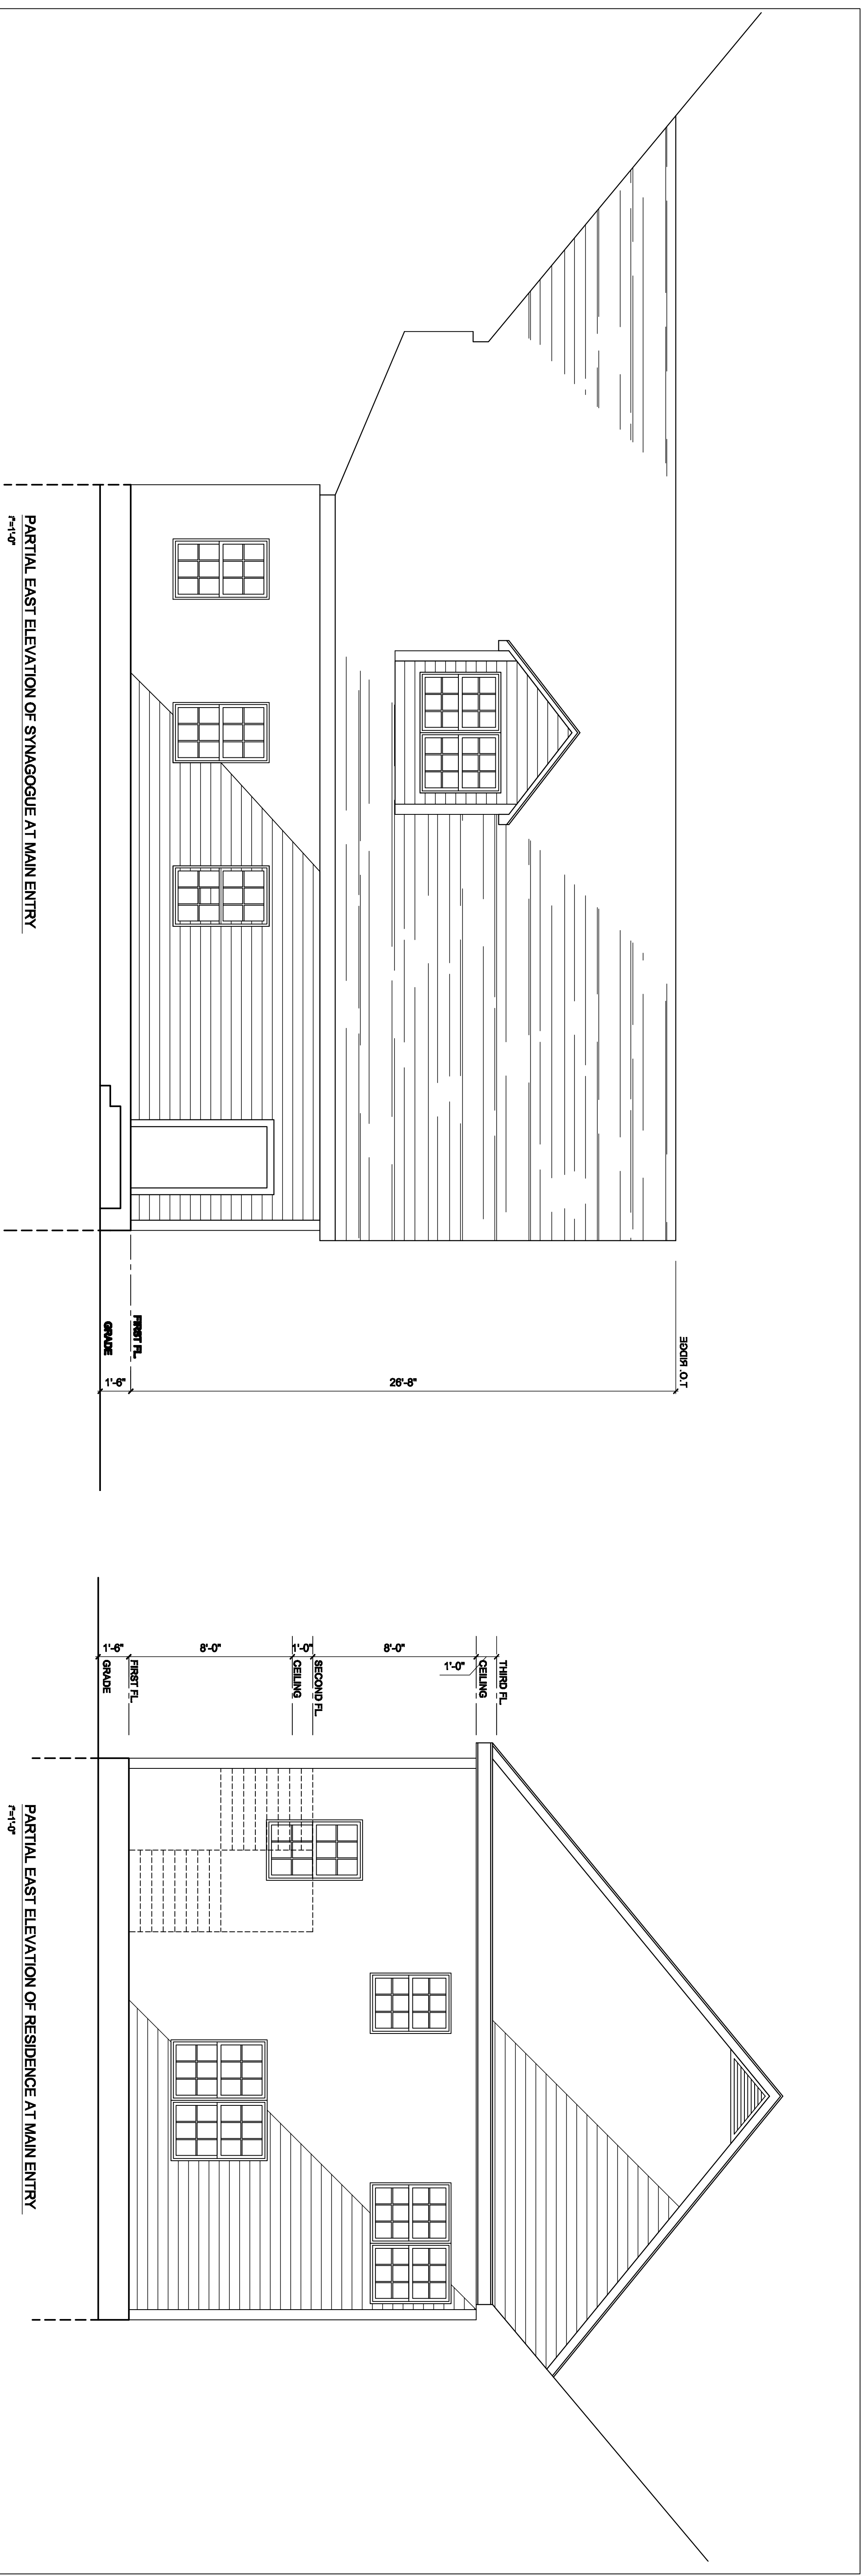 T.O. RIDGE
26'-8"
FIRST FL.
1'-6"
GRADE
PARTIAL EAST ELEVATION OF SYNAGOGUE AT MAIN ENTRY
1"=1'-0"
THIRD FL.
1'-0"
CEILING
8'-0"
SECOND FL.
1'-0"
CEILING
8'-0"
FIRST FL.
1'-6"
GRADE
PARTIAL EAST ELEVATION OF RESIDENCE AT MAIN ENTRY
1"=1'-0"